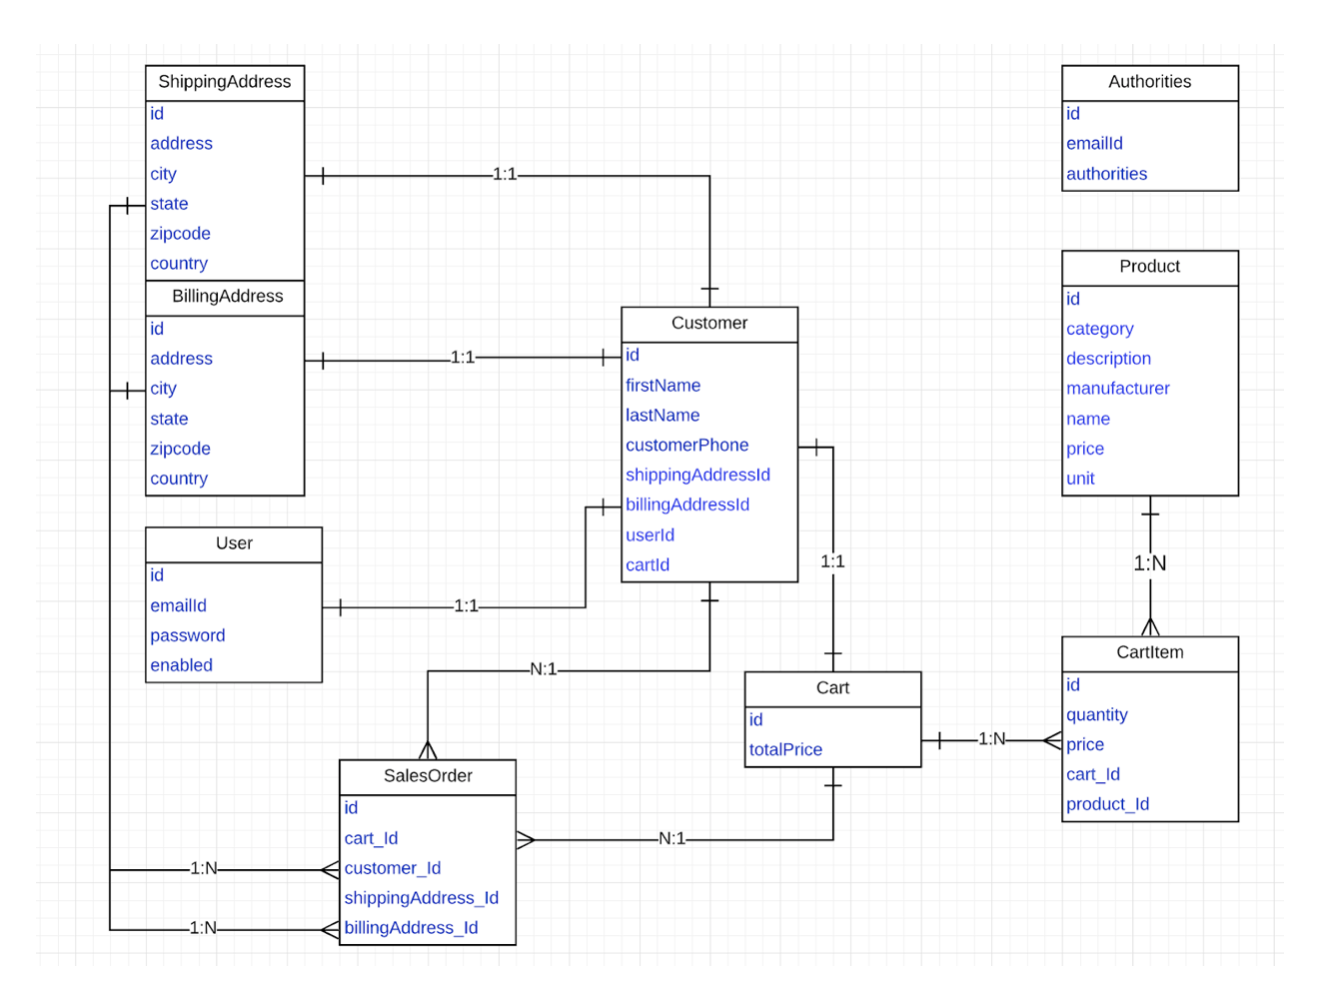 ShippingAddress
id
address
city
state
zipcode
country
BillingAddress
id
address
city
state
zipcode
country
User
id
emailId
password
enabled
1:1
1:1
1:1
Customer
id
firstName
lastName
customerPhone
shippingAddressId
billingAddressId
userId
cartId
1:1
N:1
SalesOrder
id
cart_Id
customer_Id
shippingAddress_Id
billingAddress_Id
1:N
1:N
N:1
Cart
id
totalPrice
1:N
Authorities
id
emailId
authorities
Product
id
category
description
manufacturer
name
price
unit
1:N
CartItem
id
quantity
price
cart_Id
product_Id